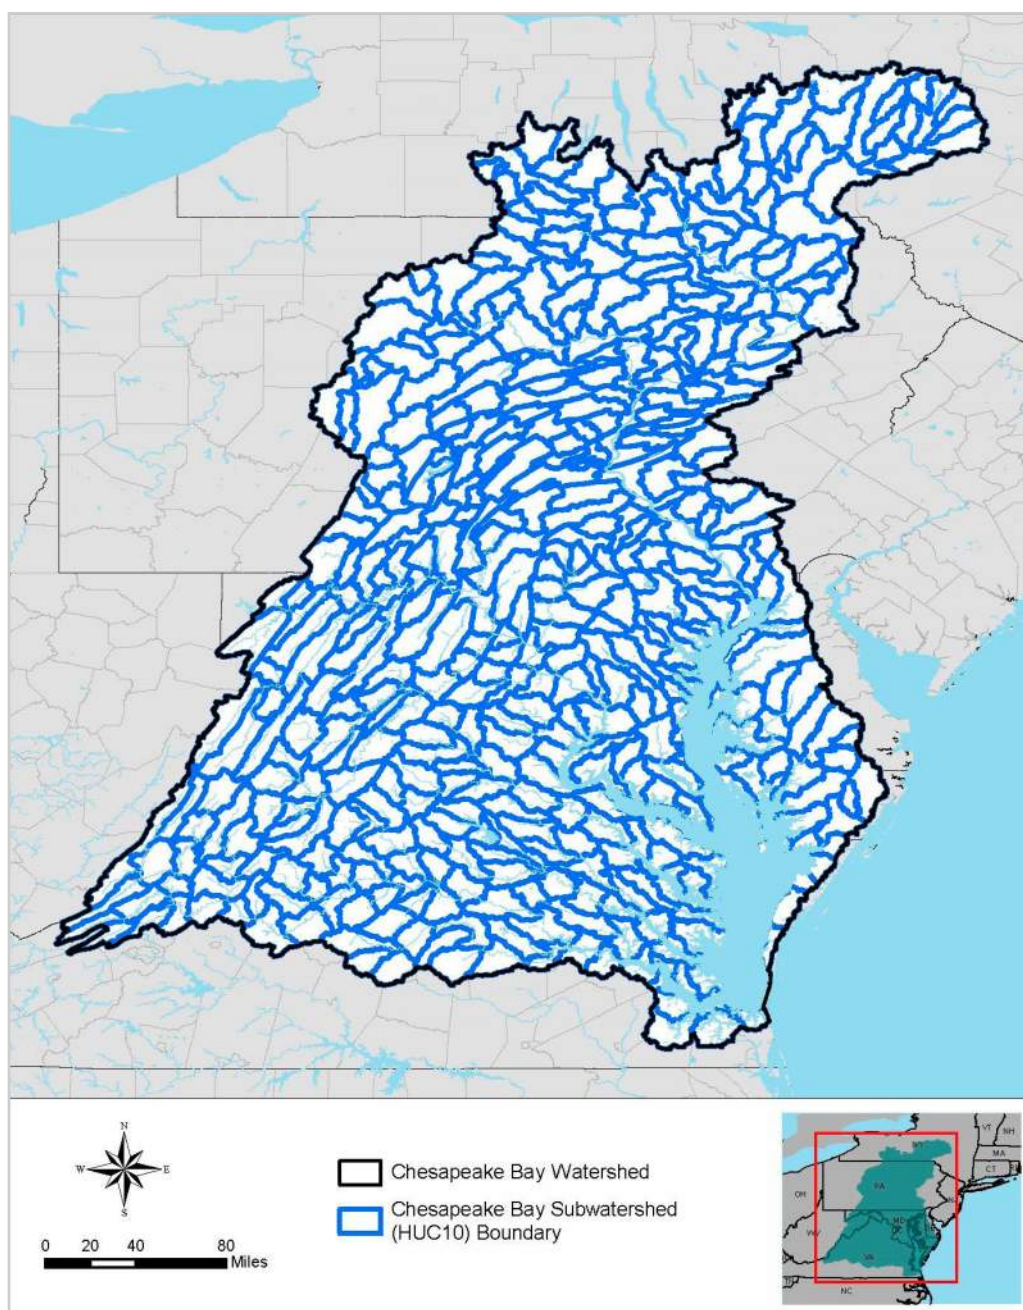 N
W
E
S
0 20 40 80
Miles
Chesapeake Bay Watershed
Chesapeake Bay Subwatershed
(HUC10) Boundary
VT
NH
NY
MA
CT
PA
OH
MD
WV
VA
NC